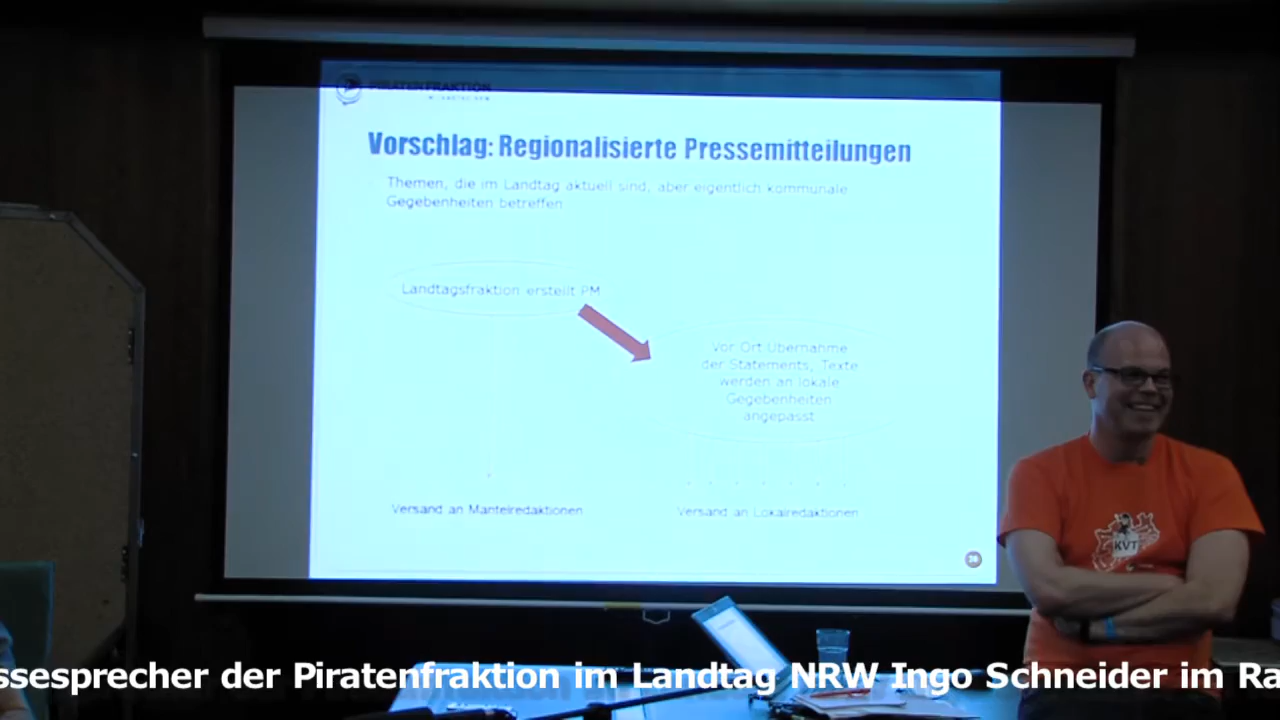 PIRATENFRAKTION
Vorschlag: Regionalisierte Pressemitteilungen
Themen, die im Landtag aktuell sind, aber eigentlich kommunale
Gegebenheiten betreffen
Landtagsfraktion erstellt PM
Vor Ort Übernahme
der Statements, Texte
werden an lokale
Gegebenheiten
angepasst
Versand an Mantelredaktionen
Versand an Lokalredaktionen
KVT
ssesprecher der Piratenfraktion im Landtag NRW Ingo Schneider im Ra